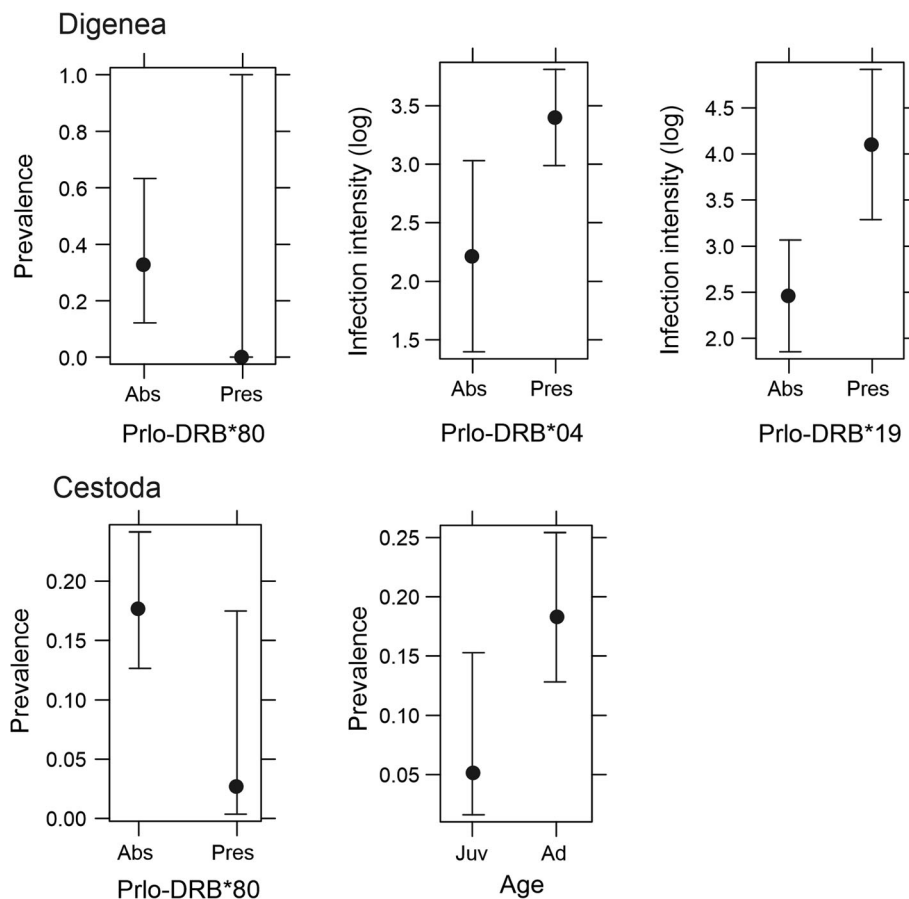 Digenea
Prevalence
1.0
0.8
0.6
0.4
0.2
0.0
Abs Pres
Prlo-DRB*80
Infection intensity (log)
3.5
3.0
2.5
2.0
1.5
Abs Pres
Prlo-DRB*04
Infection intensity (log)
4.5
4.0
3.5
3.0
2.5
2.0
Abs Pres
Prlo-DRB*19
Cestoda
Prevalence
0.20
0.15
0.10
0.05
0.00
Abs Pres
Prlo-DRB*80
Prevalence
0.25
0.20
0.15
0.10
0.05
Juv Ad
Age